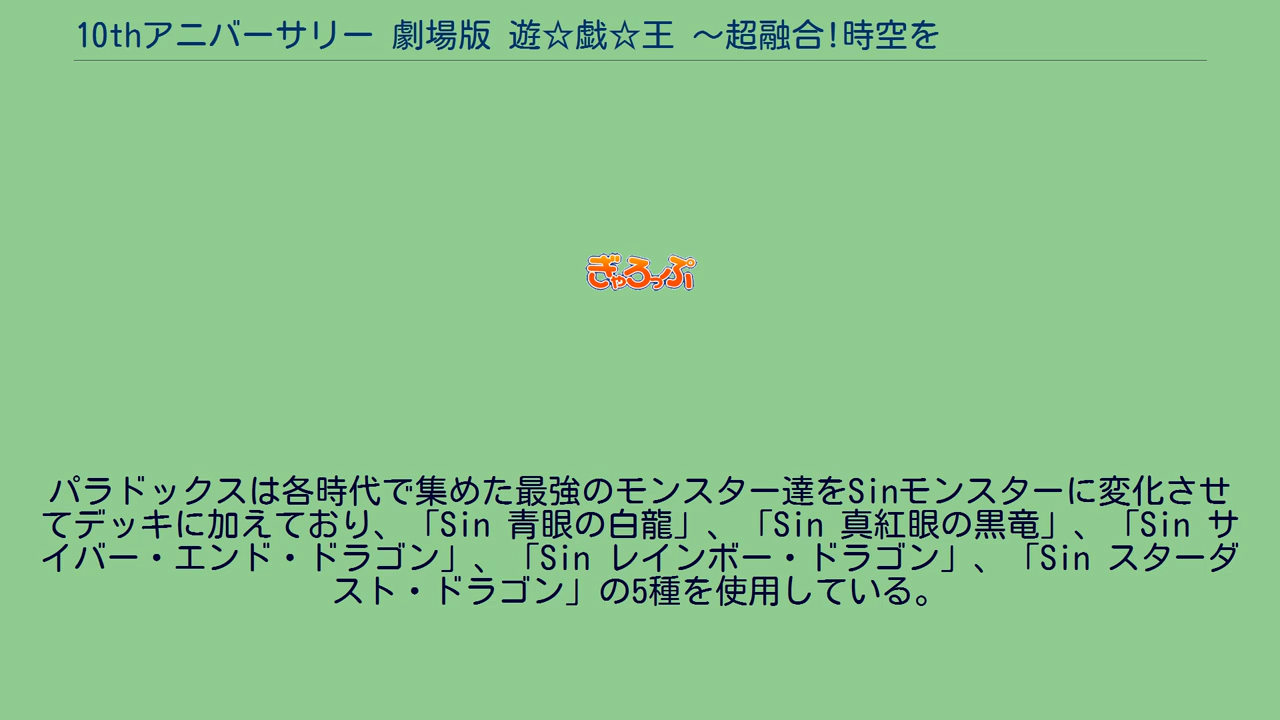 10thアニバーサリー 劇場版 遊☆戯☆王 ～超融合!時空を
ぎゃろっぷ
パラドックスは各時代で集めた最強のモンスター達をSinモンスターに変化させ
てデッキに加えており、「Sin 青眼の白龍」、「Sin 真紅眼の黒竜」、「Sin サ
イバー・エンド・ドラゴン」、「Sin レインボー・ドラゴン」、「Sin スターダ
スト・ドラゴン」の5種を使用している。